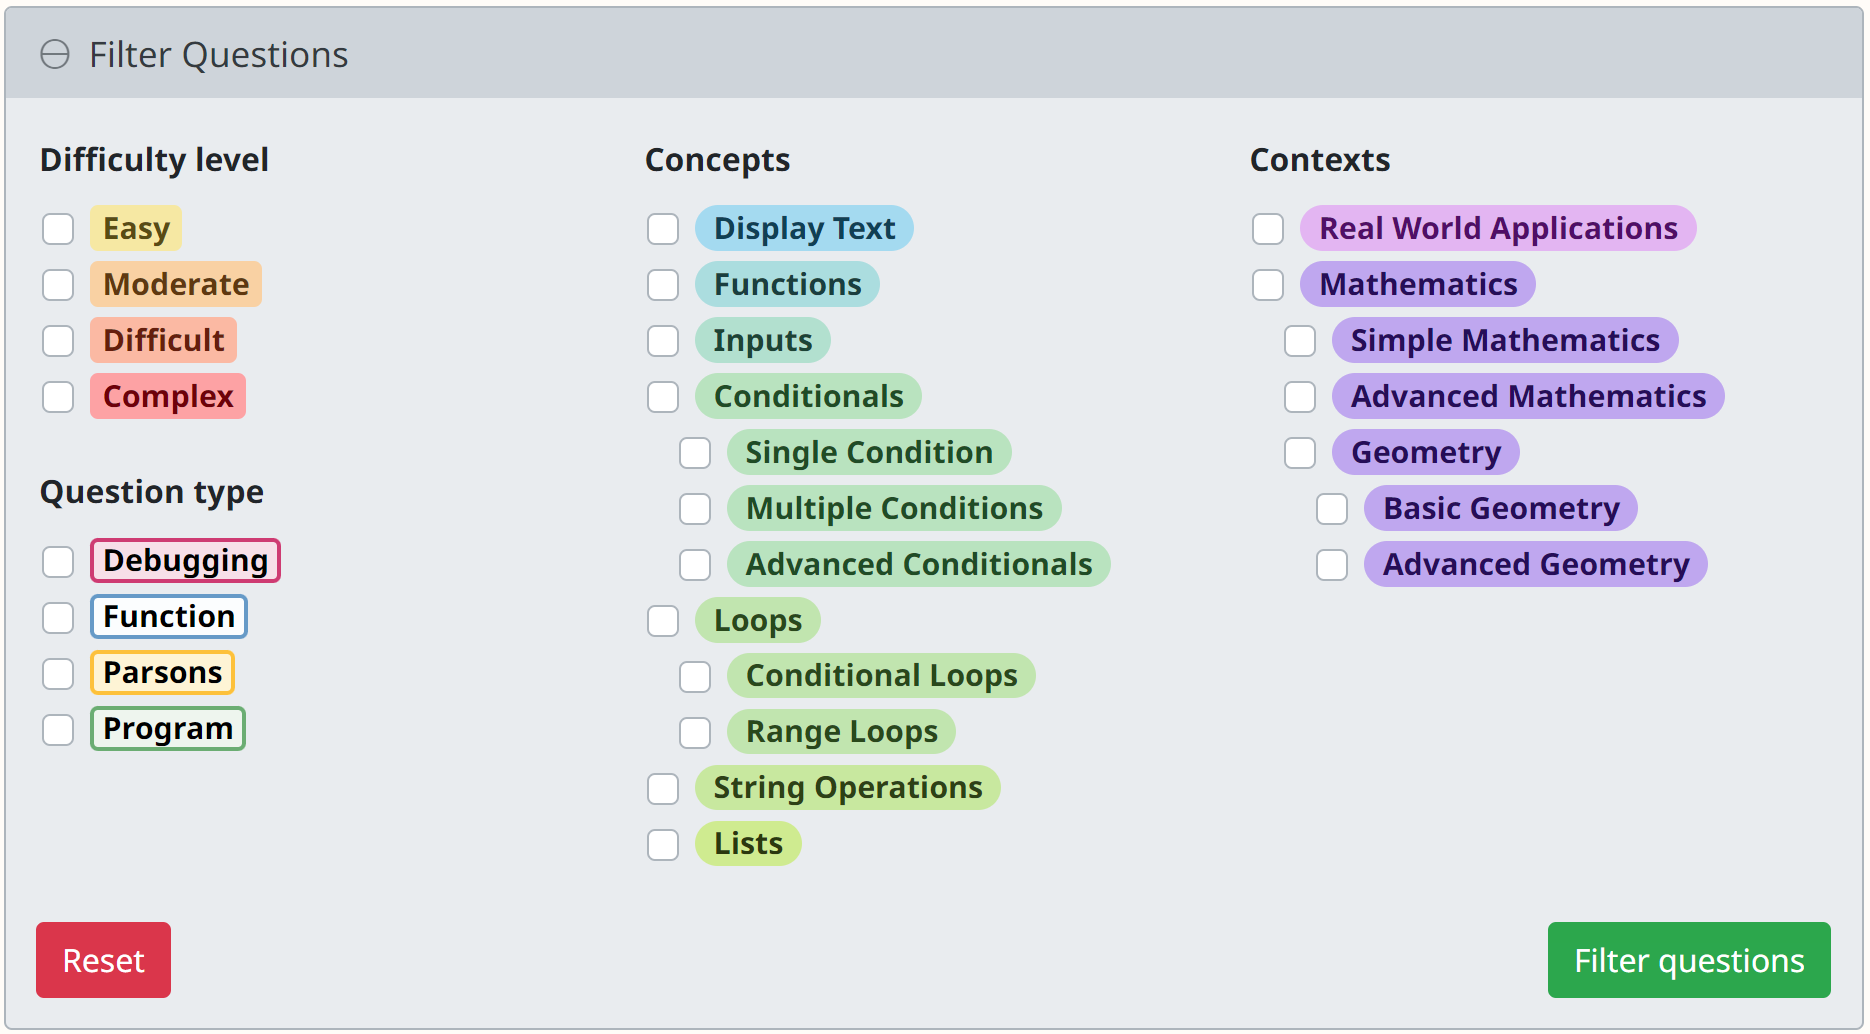 Filter Questions
Difficulty level
Easy
Moderate
Difficult
Complex
Question type
Debugging
Function
Parsons
Program
Concepts
Display Text
Functions
Inputs
Conditionals
Single Condition
Multiple Conditions
Advanced Conditionals
Loops
Conditional Loops
Range Loops
String Operations
Lists
Contexts
Real World Applications
Mathematics
Simple Mathematics
Advanced Mathematics
Geometry
Basic Geometry
Advanced Geometry
Reset
Filter questions